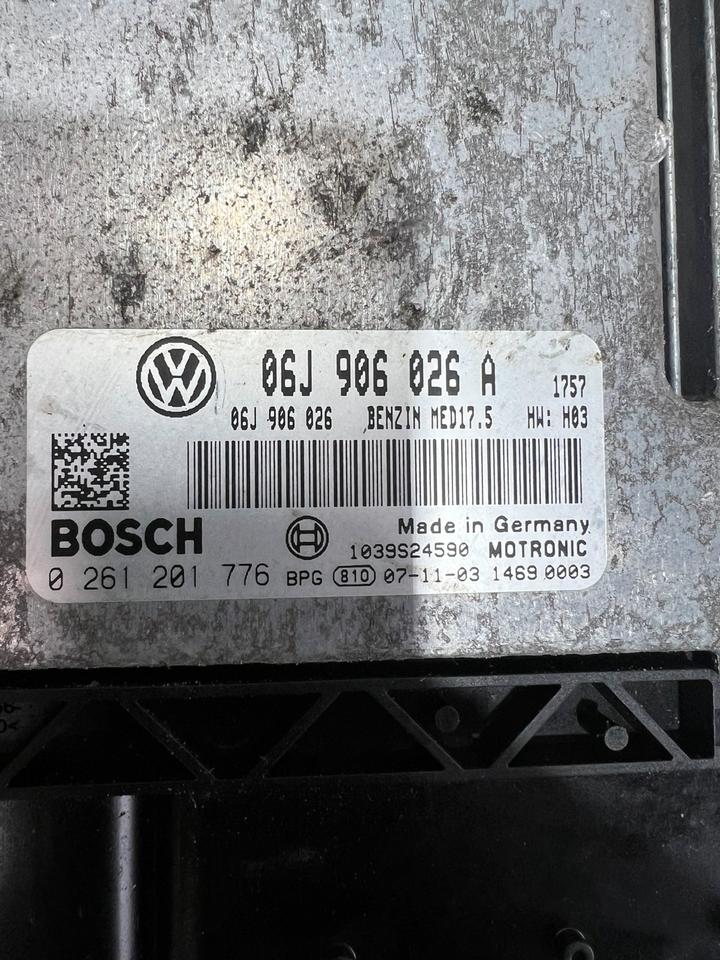 06J 906 026 A 1757
06J 906 026 BENZIN MED17.5 HW: H03
BOSCH Made in Germany
1039S24590 MOTRONIC
0 261 201 776 BPG 810 07-11-03 1469 0003